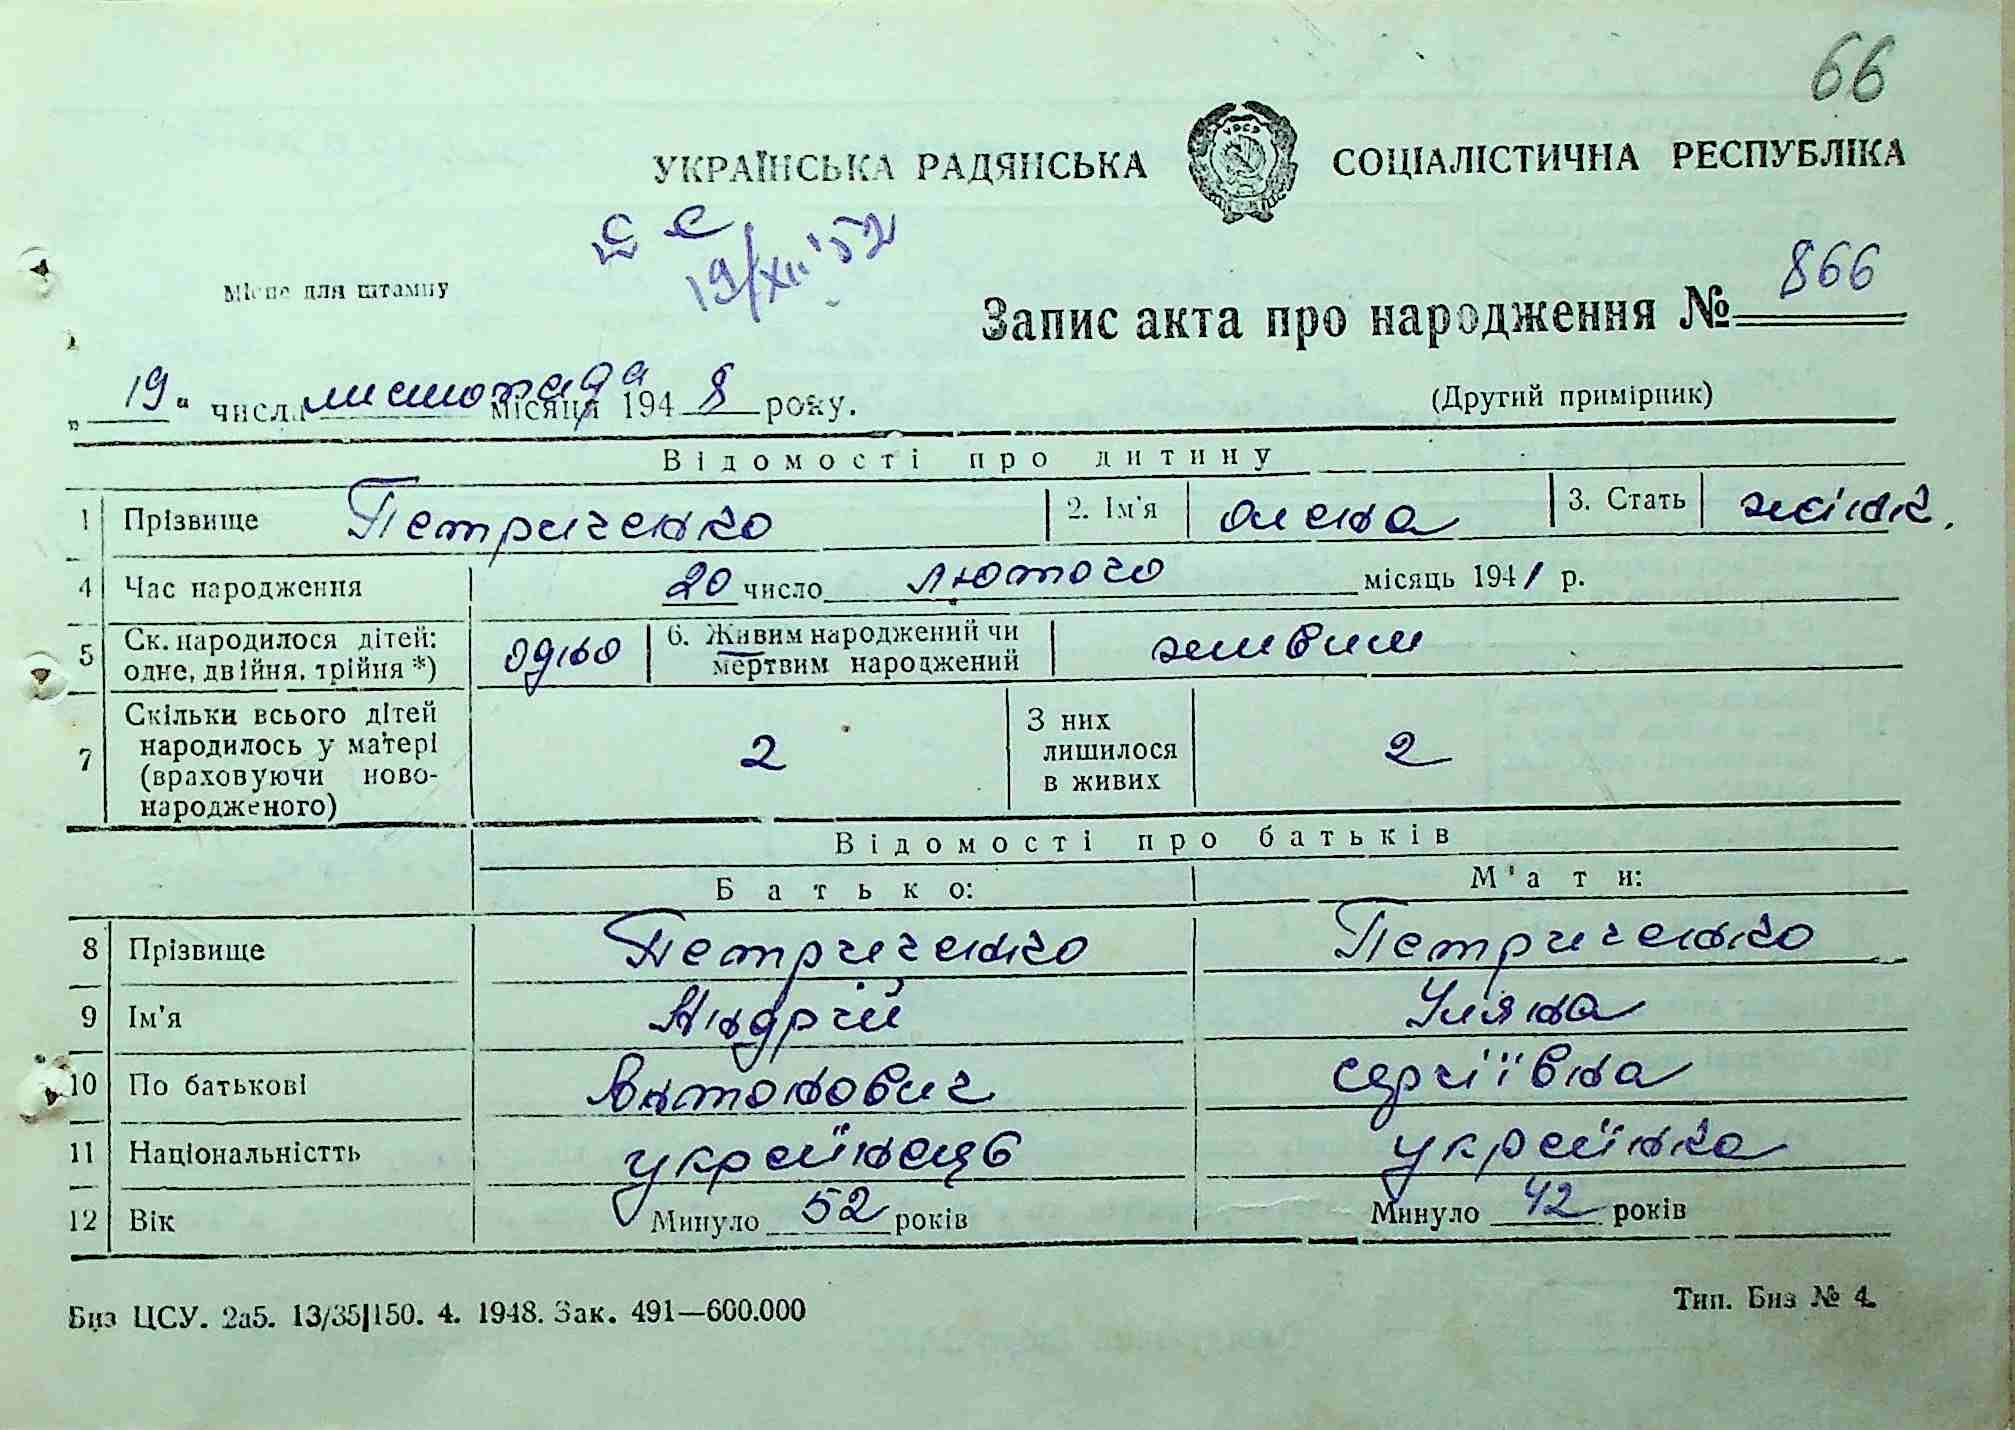 66
УКРАЇНСЬКА РАДЯНСЬКА СОЦІАЛІСТИЧНА РЕСПУБЛІКА
УРСР
19/XII'52
Місце для штампу
Запис акта про народження № 866
„19“ числа листопада місяця 1948 року.
(Другий примірник)
Відомості про дитину
1 Прізвище Петриченко 2. Ім'я Олена 3. Стать жіноч.
4 Час народження 20 число лютого місяць 1941 р.
5 Ск. народилося дітей: одне, двійня, трійня *) одно 6. Живим народжений чи мертвим народжений живим
7 Скільки всього дітей народилось у матері (враховуючи ново-народженого) 2 З них лишилося в живих 2
Відомості про батьків
Батько: М'ати:
8 Прізвище Петриченко Петриченко
9 Ім'я Андрій Уляна
10 По батькові Антонович Сергіївна
11 Національністть українець українка
12 Вік Минуло 52 років Минуло 42 років
Биз ЦСУ. 2а5. 13/35|150. 4. 1948. Зак. 491—600.000
Тип. Биз № 4.